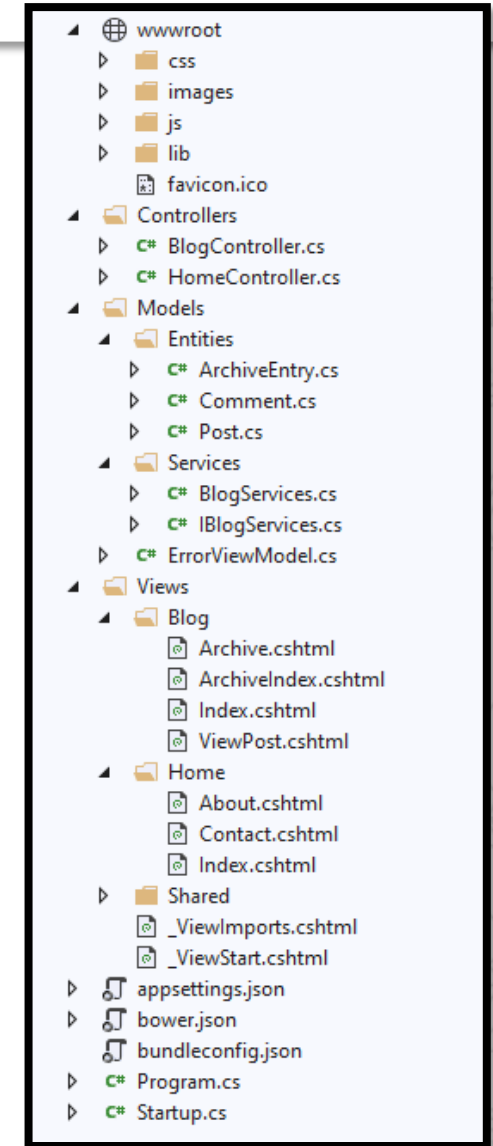 wwwroot
css
images
js
lib
favicon.ico
Controllers
C# BlogController.cs
C# HomeController.cs
Models
Entities
C# ArchiveEntry.cs
C# Comment.cs
C# Post.cs
Services
C# BlogServices.cs
C# IBlogServices.cs
C# ErrorViewModel.cs
Views
Blog
Archive.cshtml
ArchiveIndex.cshtml
Index.cshtml
ViewPost.cshtml
Home
About.cshtml
Contact.cshtml
Index.cshtml
Shared
_ViewImports.cshtml
_ViewStart.cshtml
appsettings.json
bower.json
bundleconfig.json
C# Program.cs
C# Startup.cs